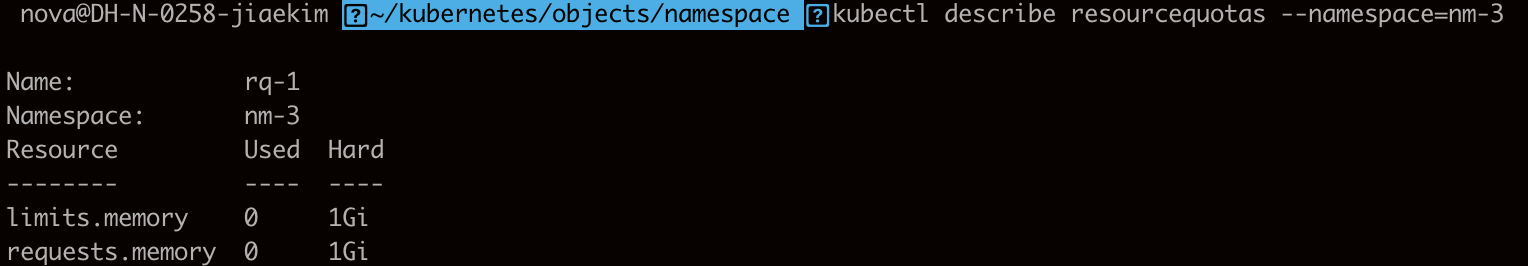 nova@DH-N-0258-jiaekim ~/kubernetes/objects/namespace kubectl describe resourcequotas --namespace=nm-3
Name: rq-1
Namespace: nm-3
Resource Used Hard
-------- ---- ----
limits.memory 0 1Gi
requests.memory 0 1Gi